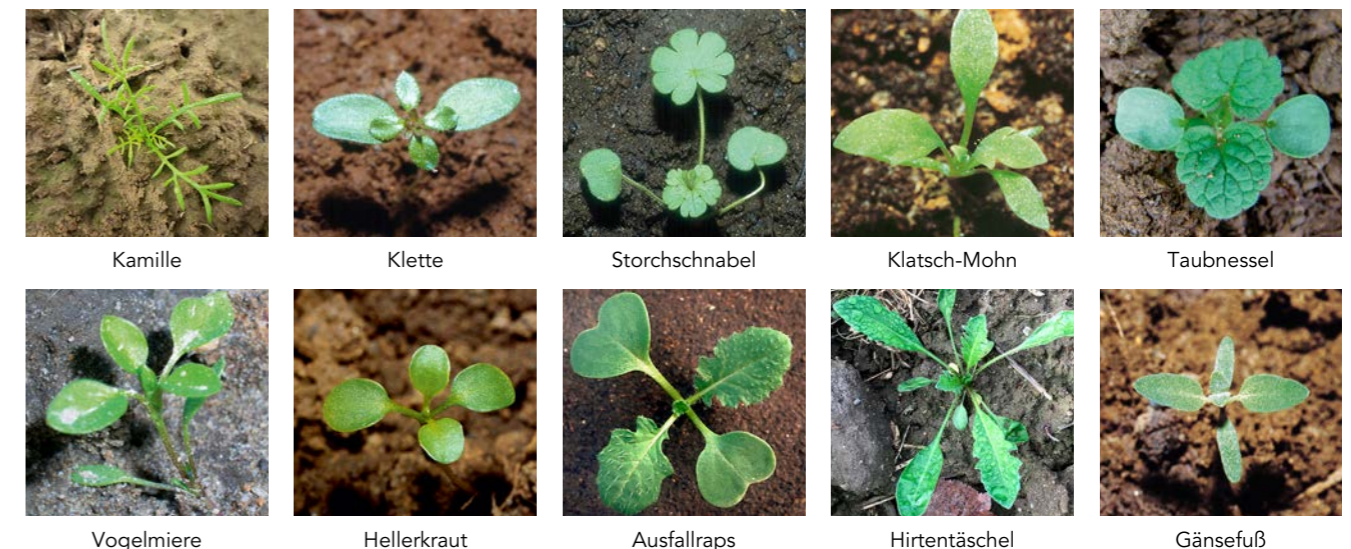 Kamille
Klette
Storchschnabel
Klatsch-Mohn
Taubnessel
Vogelmiere
Hellerkraut
Ausfallraps
Hirtentäschel
Gänsefuß